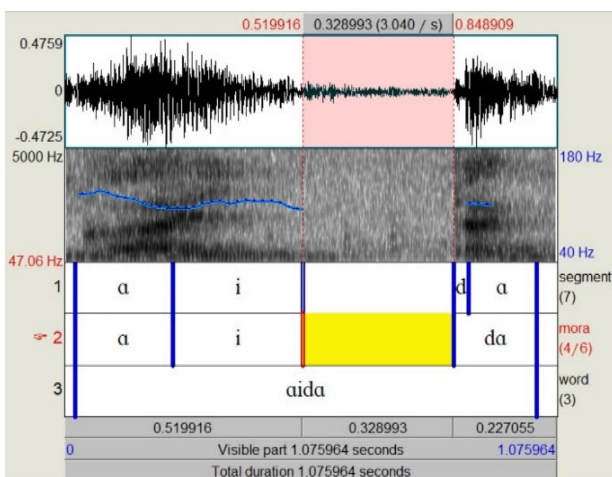 0.519916 0.328993 (3.040 / s) 0.848909
0.4759
0
-0.4725
5000 Hz 180 Hz
47.06 Hz 40 Hz
1 ɑ i d ɑ segment (7)
2 ɑ i dɑ mora (4/6)
3 ɑidɑ word (3)
0.519916 0.328993 0.227055
0 Visible part 1.075964 seconds 1.075964
Total duration 1.075964 seconds